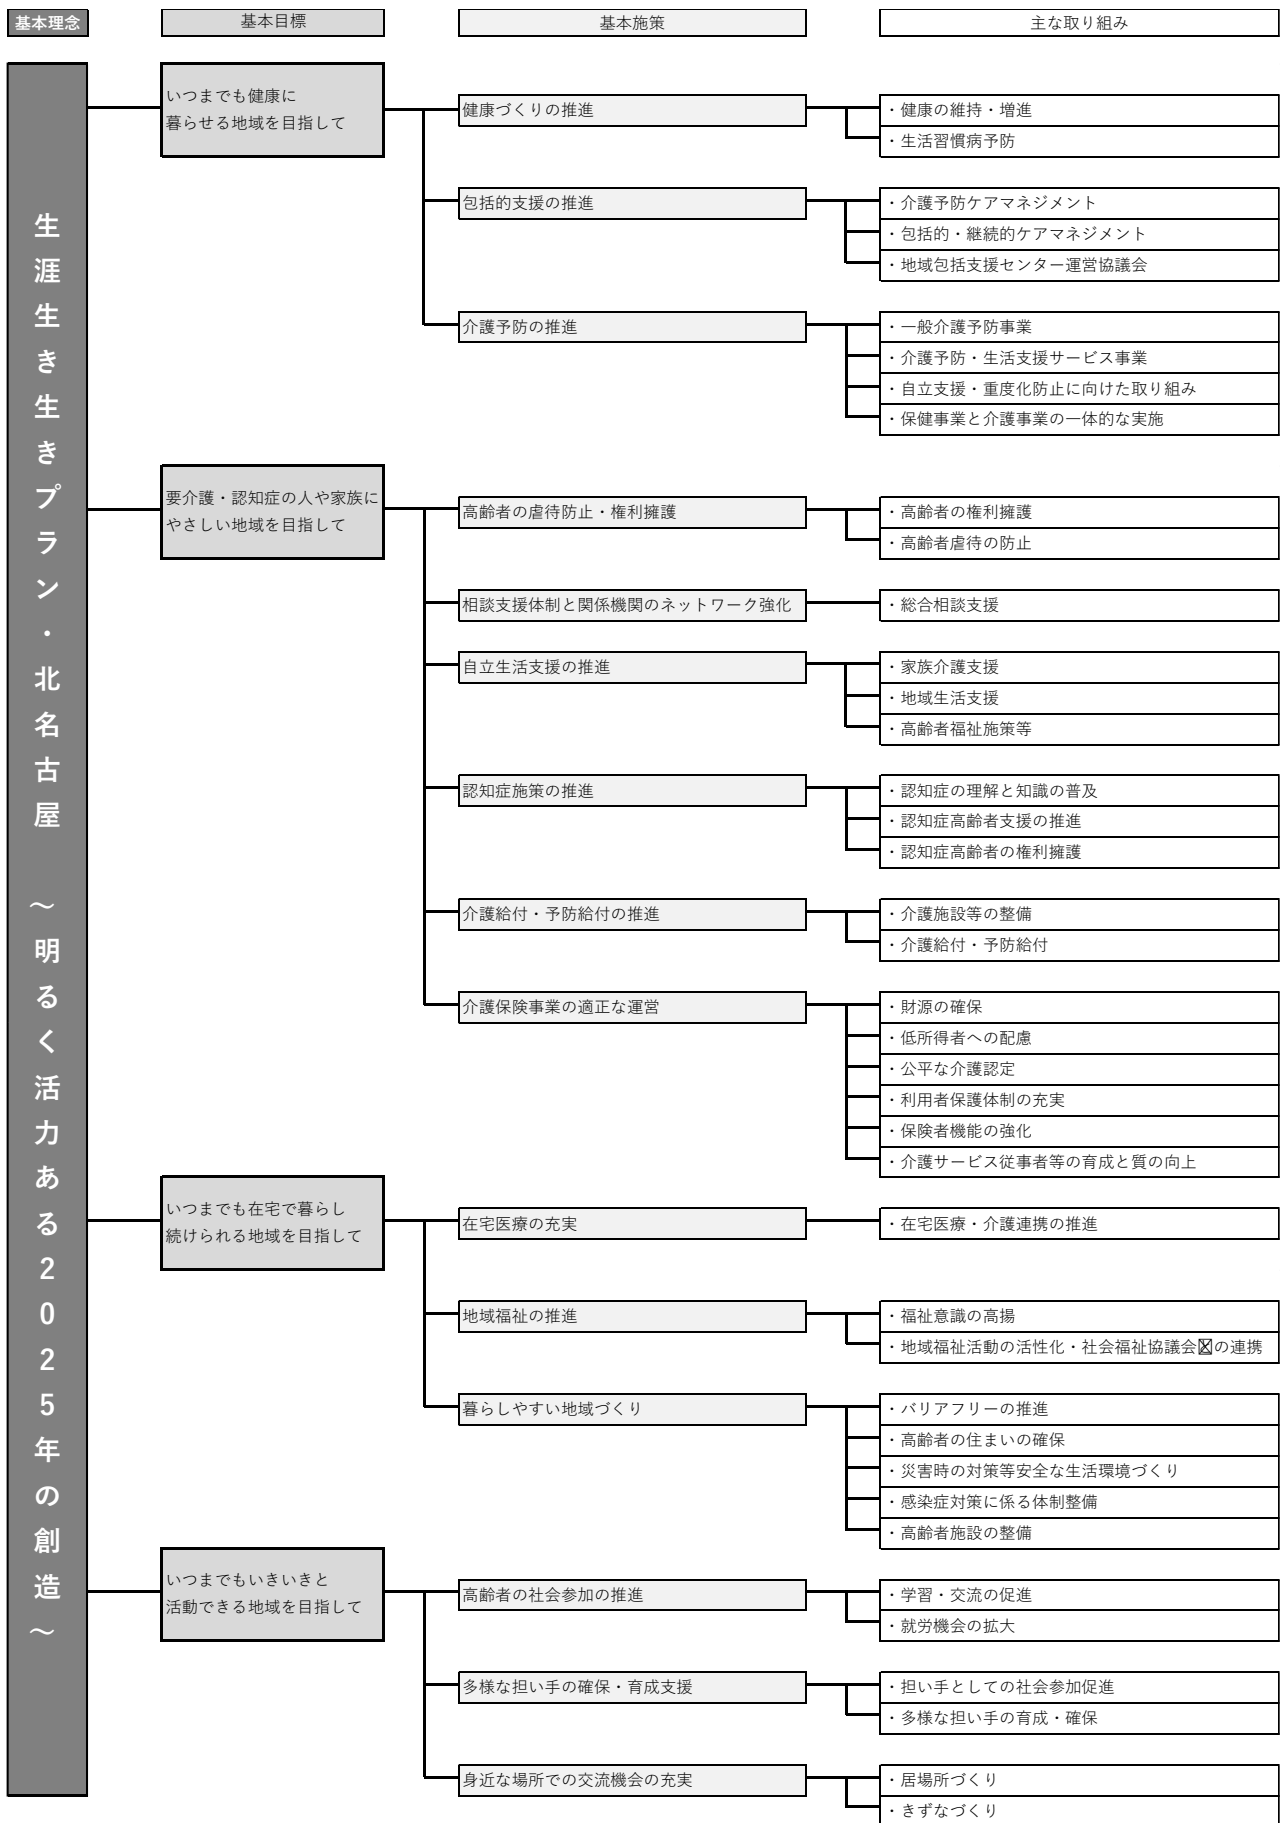 基本理念
基本目標
基本施策
主な取り組み
生涯生き生きプラン・北名古屋 ～明るく活力ある2025年の創造～
いつまでも健康に
暮らせる地域を目指して
健康づくりの推進
・健康の維持・増進
・生活習慣病予防
包括的支援の推進
・介護予防ケアマネジメント
・包括的・継続的ケアマネジメント
・地域包括支援センター運営協議会
介護予防の推進
・一般介護予防事業
・介護予防・生活支援サービス事業
・自立支援・重度化防止に向けた取り組み
・保健事業と介護事業の一体的な実施
要介護・認知症の人や家族に
やさしい地域を目指して
高齢者の虐待防止・権利擁護
・高齢者の権利擁護
・高齢者虐待の防止
相談支援体制と関係機関のネットワーク強化
・総合相談支援
自立生活支援の推進
・家族介護支援
・地域生活支援
・高齢者福祉施策等
認知症施策の推進
・認知症の理解と知識の普及
・認知症高齢者支援の推進
・認知症高齢者の権利擁護
介護給付・予防給付の推進
・介護施設等の整備
・介護給付・予防給付
介護保険事業の適正な運営
・財源の確保
・低所得者への配慮
・公平な介護認定
・利用者保護体制の充実
・保険者機能の強化
・介護サービス従事者等の育成と質の向上
いつまでも在宅で暮らし
続けられる地域を目指して
在宅医療の充実
・在宅医療・介護連携の推進
地域福祉の推進
・福祉意識の高揚
・地域福祉活動の活性化・社会福祉協議会の連携
暮らしやすい地域づくり
・バリアフリーの推進
・高齢者の住まいの確保
・災害時の対策等安全な生活環境づくり
・感染症対策に係る体制整備
・高齢者施設の整備
いつまでもいきいきと
活動できる地域を目指して
高齢者の社会参加の推進
・学習・交流の促進
・就労機会の拡大
多様な担い手の確保・育成支援
・担い手としての社会参加促進
・多様な担い手の育成・確保
身近な場所での交流機会の充実
・居場所づくり
・きずなづくり